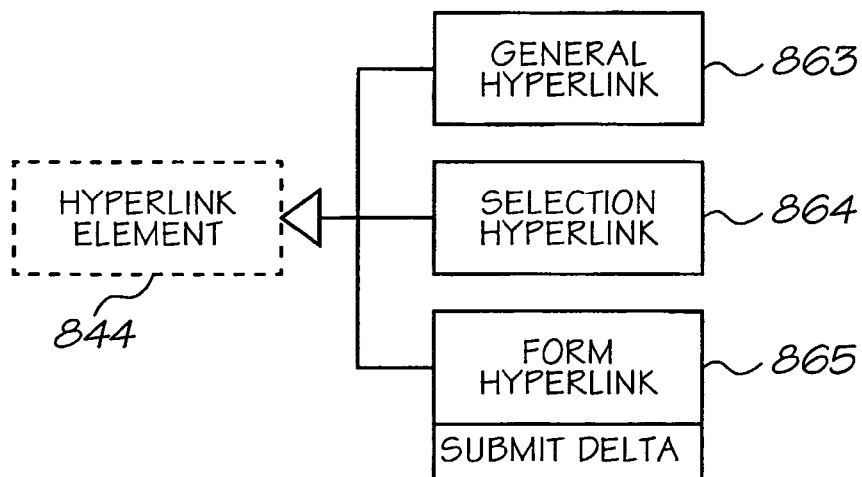 GENERAL
HYPERLINK
863
HYPERLINK
ELEMENT
844
SELECTION
HYPERLINK
864
FORM
HYPERLINK
865
SUBMIT DELTA